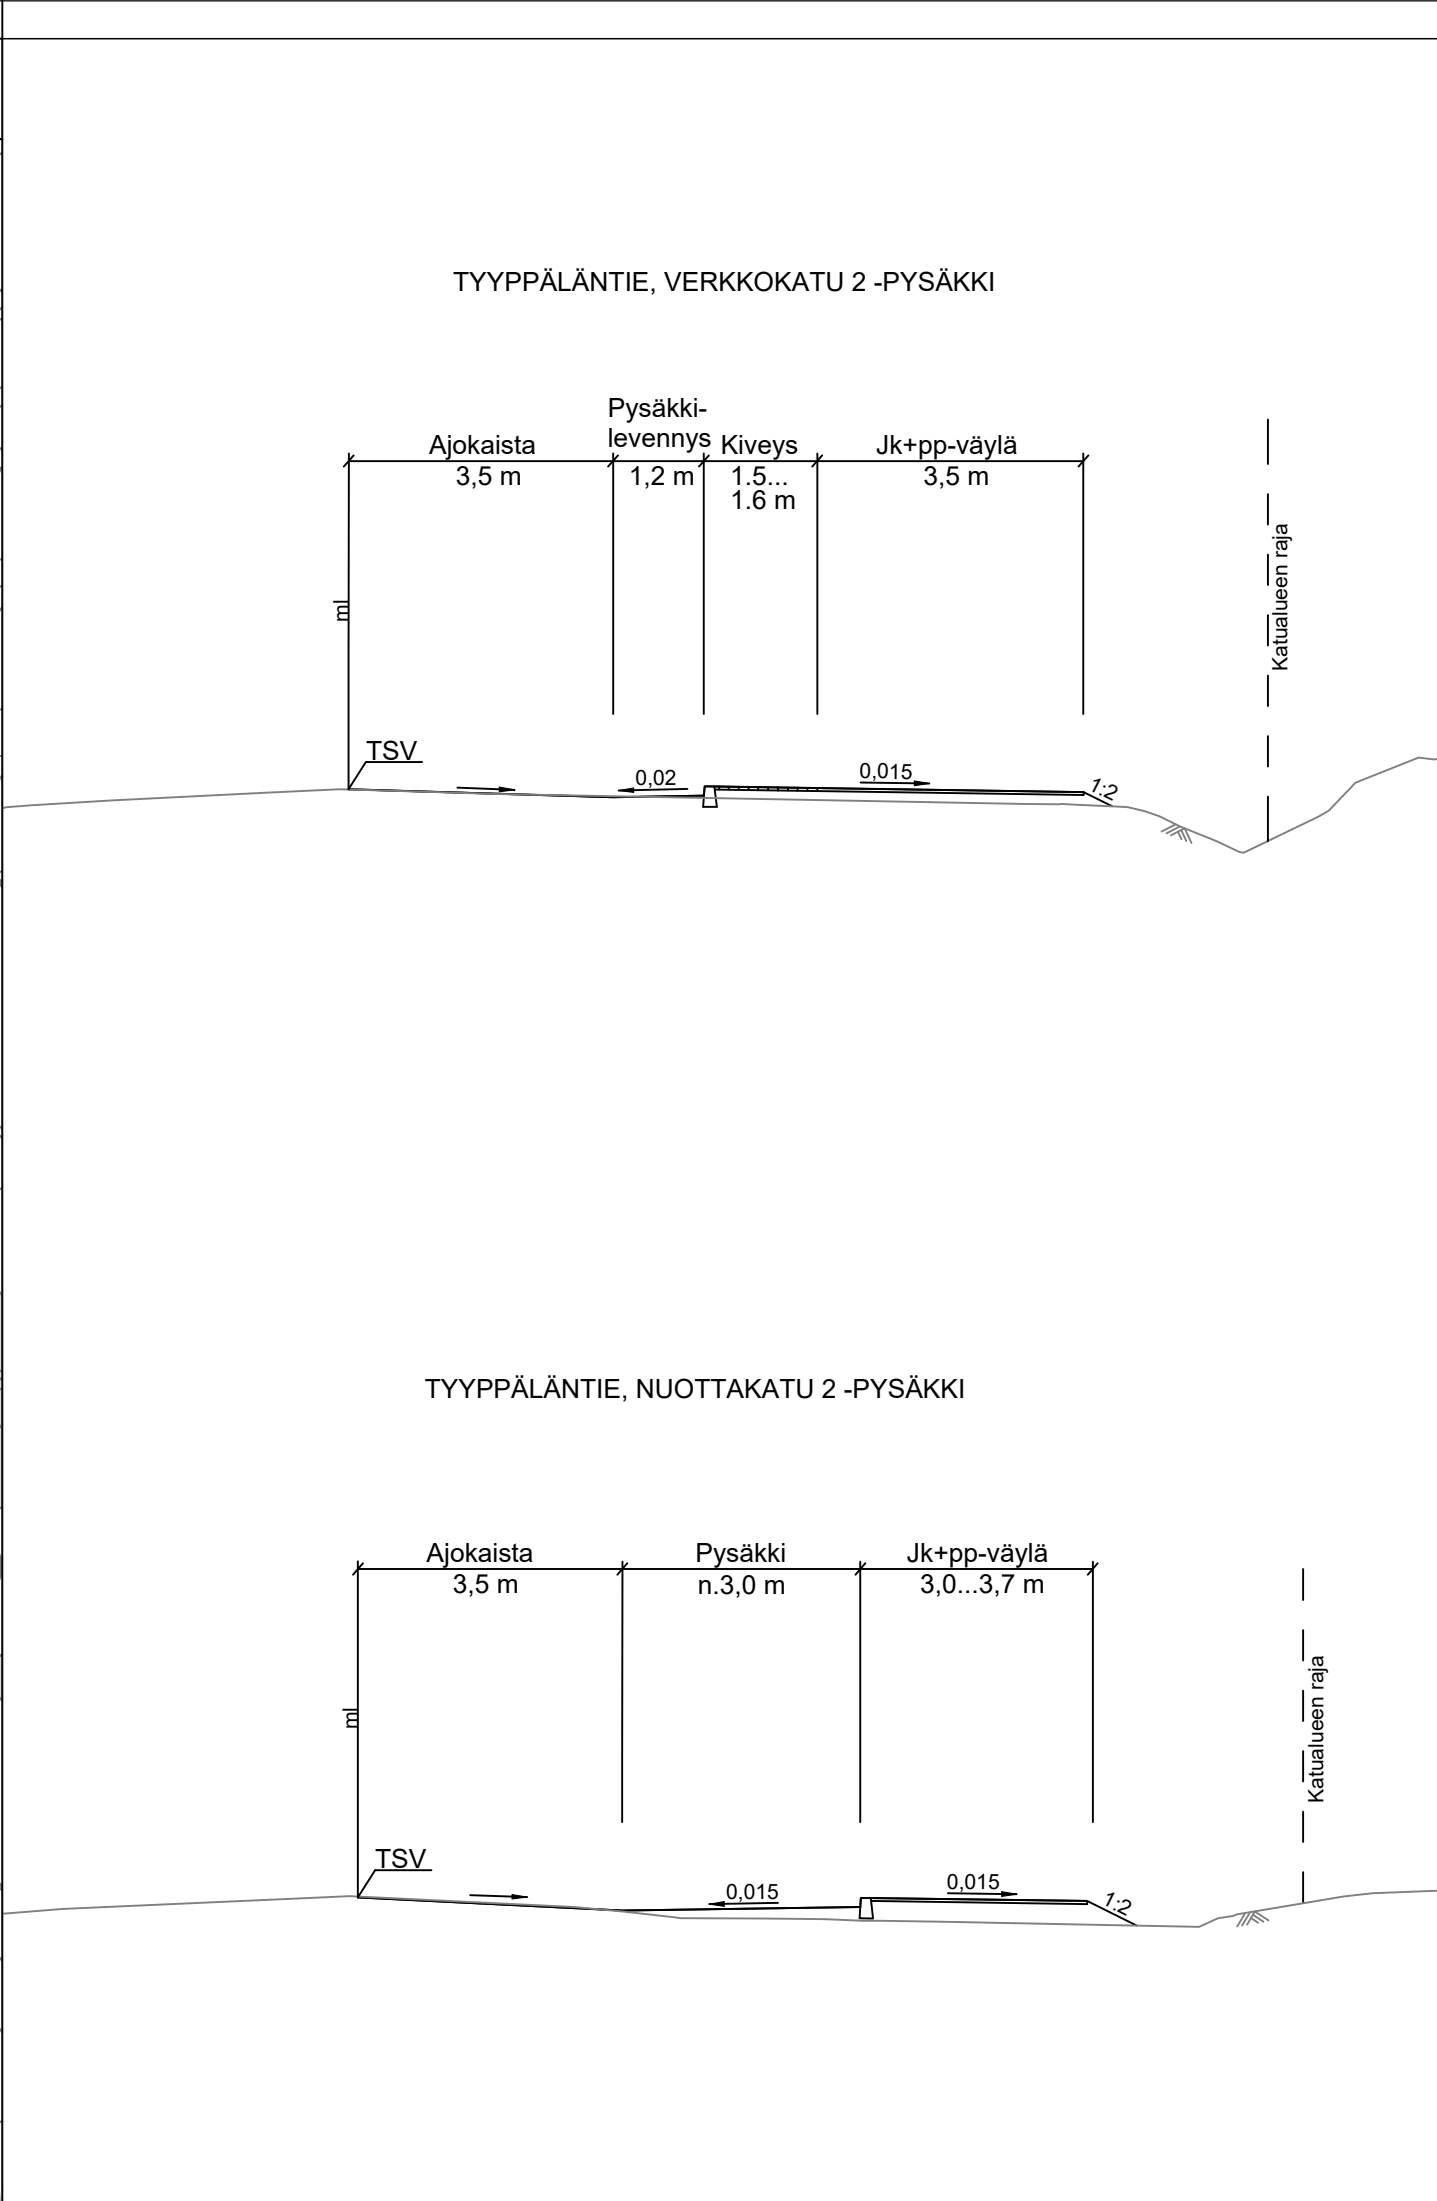 TYYPPÄLÄNTIE, VERKKOKATU 2 -PYSÄKKI
Pysäkki-
levennys
Ajokaista
Kiveys
Jk+pp-väylä
3,5 m
1,2 m
1.5...
1.6 m
3,5 m
ml
Katualueen raja
TSV
0,02
0,015
1:2
TYYPPÄLÄNTIE, NUOTTAKATU 2 -PYSÄKKI
Ajokaista
Pysäkki
Jk+pp-väylä
3,5 m
n.3,0 m
3,0...3,7 m
ml
Katualueen raja
TSV
0,015
0,015
1:2